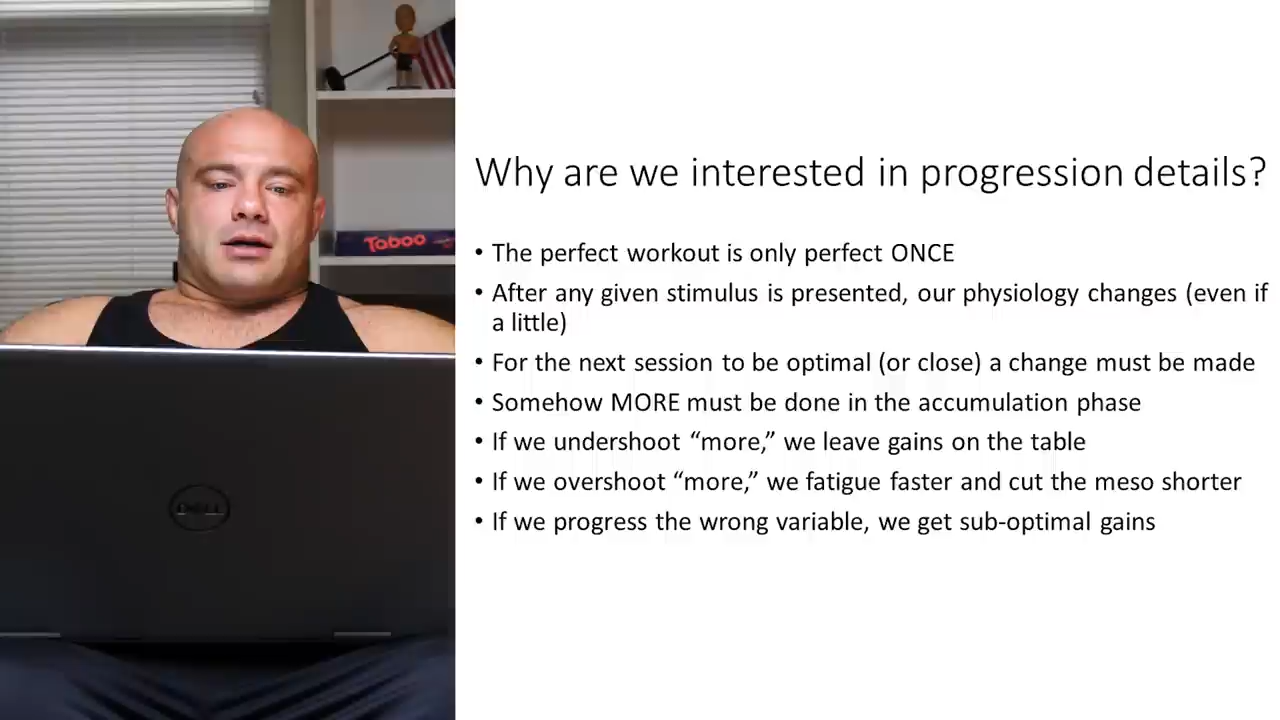 Taboo
DELL
Why are we interested in progression details?
• The perfect workout is only perfect ONCE
• After any given stimulus is presented, our physiology changes (even if
a little)
• For the next session to be optimal (or close) a change must be made
• Somehow MORE must be done in the accumulation phase
• If we undershoot “more,” we leave gains on the table
• If we overshoot “more,” we fatigue faster and cut the meso shorter
• If we progress the wrong variable, we get sub-optimal gains